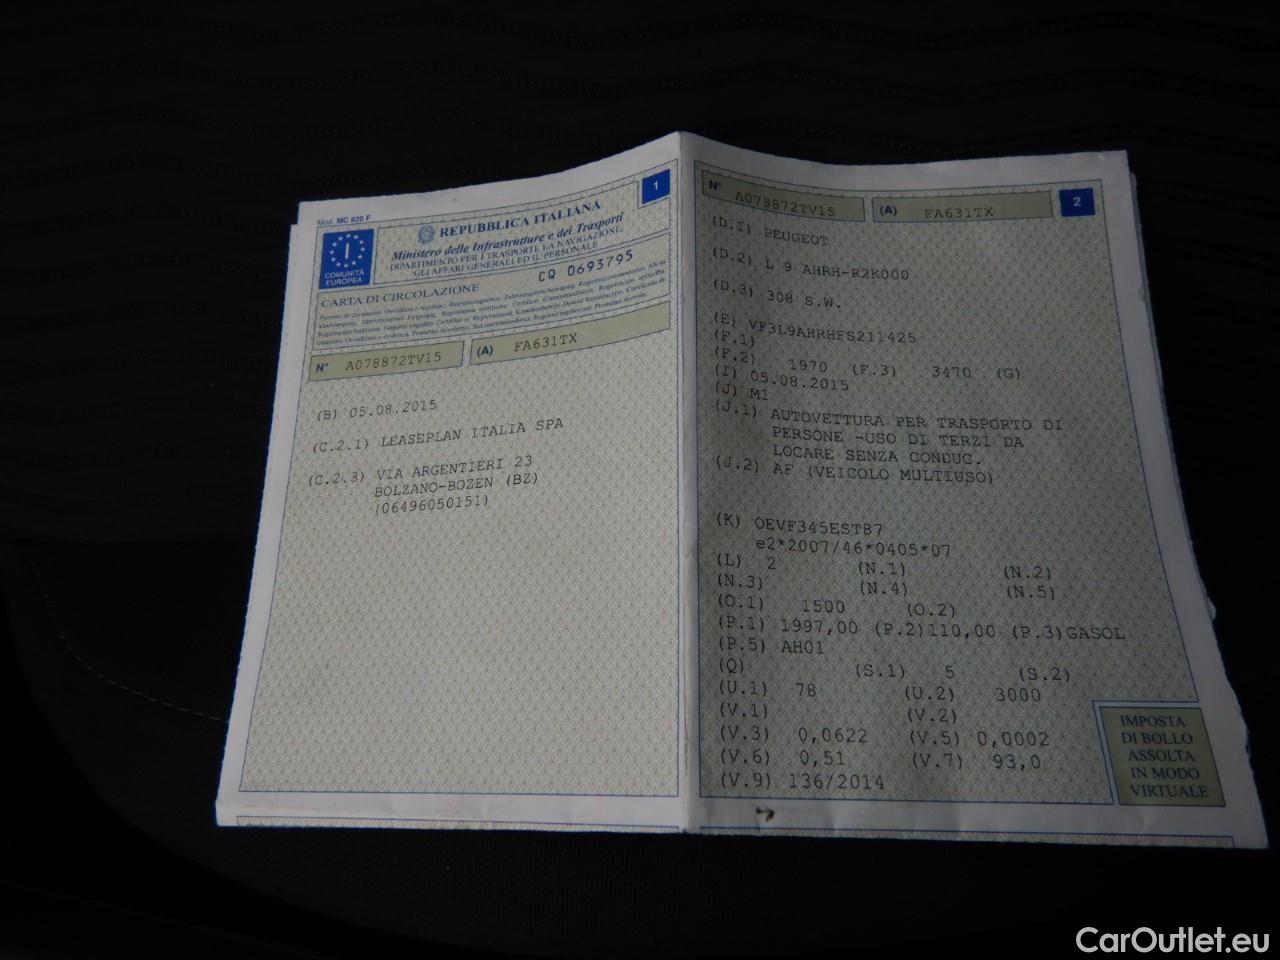 Mod. MC 820 F
1
REPUBBLICA ITALIANA
Ministero delle Infrastrutture e dei Trasporti
DIPARTIMENTO PER I TRASPORTI, LA NAVIGAZIONE,
GLI AFFARI GENERALI ED IL PERSONALE
COMUNITÀ
EUROPEA
CQ 0693795
CARTA DI CIRCOLAZIONE
N° A078872TV15 (A) FA631TX
(B) 05.08.2015
(C.2.1) LEASEPLAN ITALIA SPA
(C.2.3) VIA ARGENTIERI 23
BOLZANO-BOZEN (BZ)
(06496050151)
N° A078872TV15 (A) FA631TX 2
(D.1) PEUGEOT
(D.2) L 9 AHRH-R2K000
(D.3) 308 S.W.
(E) VF3L9AHRHFS211425
(F.1)
(F.2) 1970 (F.3) 3470 (G)
(I) 05.08.2015
(J) M1
(J.1) AUTOVETTURA PER TRASPORTO DI
PERSONE -USO DI TERZI DA
LOCARE SENZA CONDUC.
(J.2) AF (VEICOLO MULTIUSO)
(K) OEVF345EST87
e2*2007/46*0405*07
(L) 2 (N.1) (N.2)
(N.3) (N.4) (N.5)
(O.1) 1500 (O.2)
(P.1) 1997,00 (P.2)110,00 (P.3)GASOL
(P.5) AH01
(Q) (S.1) 5 (S.2)
(U.1) 78 (U.2) 3000
(V.1) (V.2)
(V.3) 0,0622 (V.5) 0,0002
(V.6) 0,51 (V.7) 93,0
(V.9) 136/2014
IMPOSTA
DI BOLLO
ASSOLTA
IN MODO
VIRTUALE
CarOutlet.eu